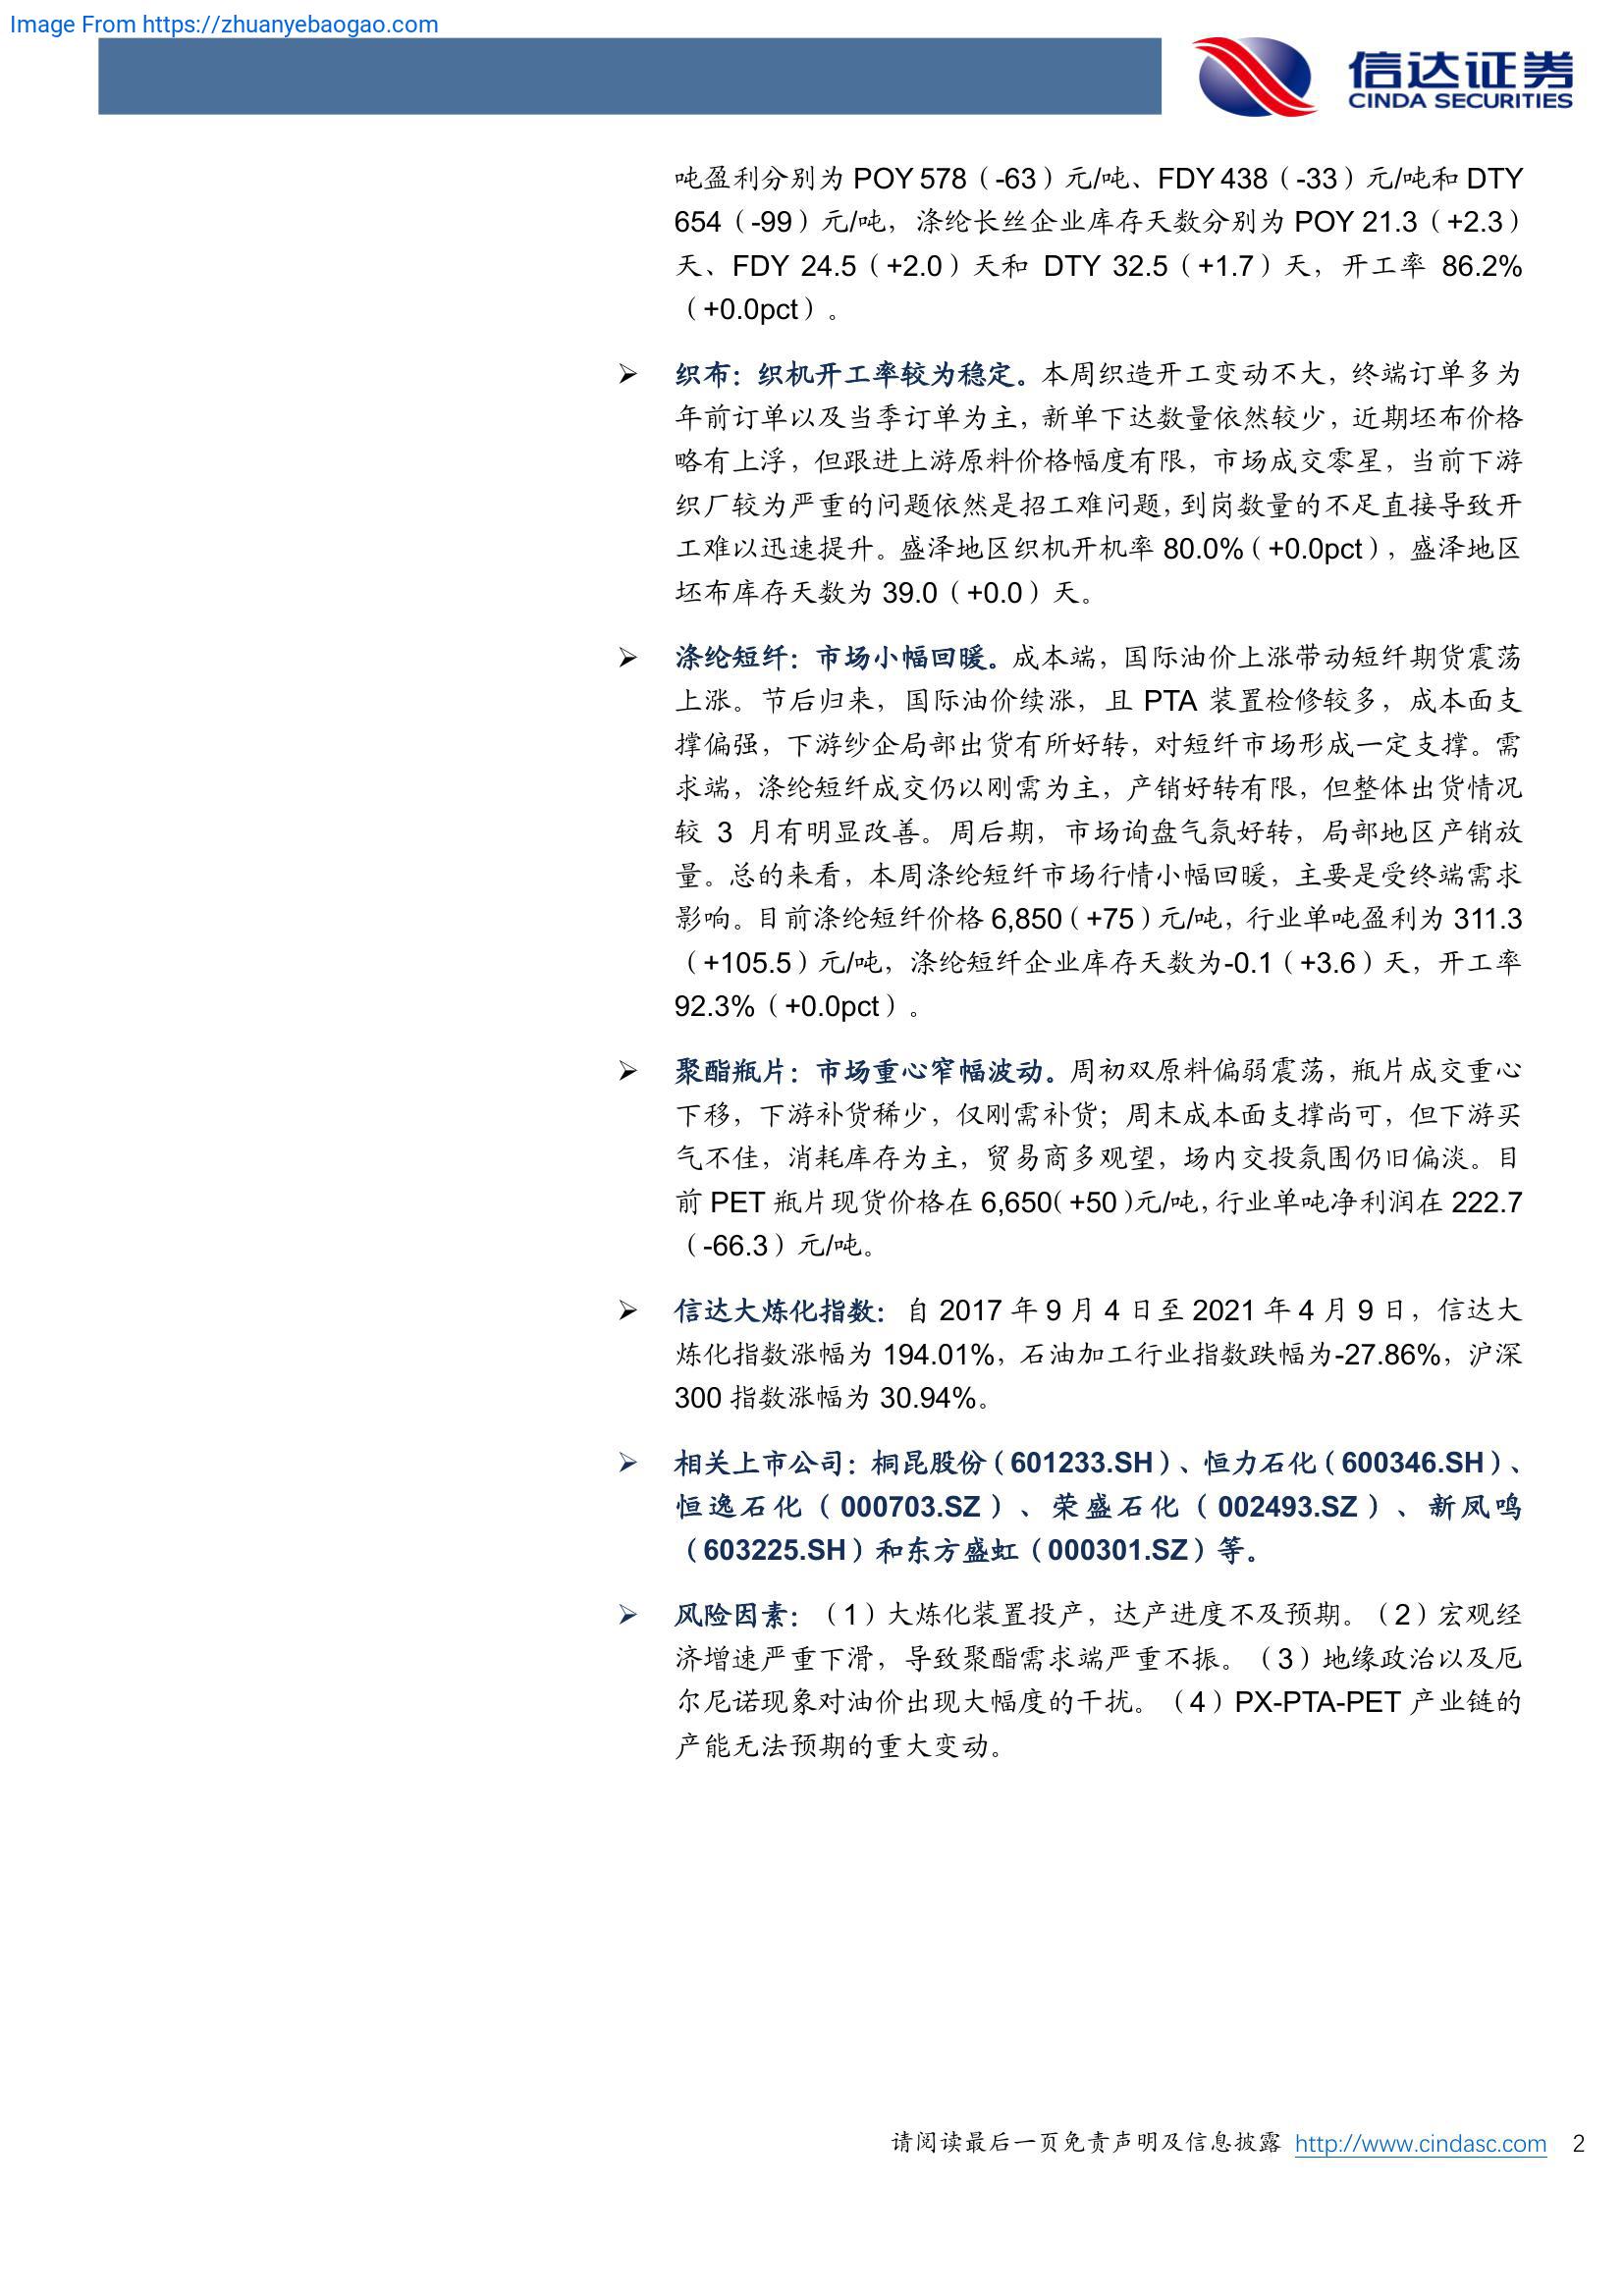 Image From https://zhuanyebaogao.com
信达证券
CINDA SECURITIES
吨盈利分别为 POY 578（-63）元/吨、FDY 438（-33）元/吨和 DTY
654（-99）元/吨，涤纶长丝企业库存天数分别为 POY 21.3（+2.3）
天、FDY 24.5（+2.0）天和 DTY 32.5（+1.7）天，开工率 86.2%
（+0.0pct）。
➢ 织布：织机开工率较为稳定。本周织造开工变动不大，终端订单多为
年前订单以及当季订单为主，新单下达数量依然较少，近期坯布价格
略有上浮，但跟进上游原料价格幅度有限，市场成交零星，当前下游
织厂较为严重的问题依然是招工难问题，到岗数量的不足直接导致开
工难以迅速提升。盛泽地区织机开机率 80.0%（+0.0pct），盛泽地区
坯布库存天数为 39.0（+0.0）天。
➢ 涤纶短纤：市场小幅回暖。成本端，国际油价上涨带动短纤期货震荡
上涨。节后归来，国际油价续涨，且 PTA 装置检修较多，成本面支
撑偏强，下游纱企局部出货有所好转，对短纤市场形成一定支撑。需
求端，涤纶短纤成交仍以刚需为主，产销好转有限，但整体出货情况
较 3 月有明显改善。周后期，市场询盘气氛好转，局部地区产销放
量。总的来看，本周涤纶短纤市场行情小幅回暖，主要是受终端需求
影响。目前涤纶短纤价格 6,850（+75）元/吨，行业单吨盈利为 311.3
（+105.5）元/吨，涤纶短纤企业库存天数为-0.1（+3.6）天，开工率
92.3%（+0.0pct）。
➢ 聚酯瓶片：市场重心窄幅波动。周初双原料偏弱震荡，瓶片成交重心
下移，下游补货稀少，仅刚需补货；周末成本面支撑尚可，但下游买
气不佳，消耗库存为主，贸易商多观望，场内交投氛围仍旧偏淡。目
前 PET 瓶片现货价格在 6,650（+50）元/吨，行业单吨净利润在 222.7
（-66.3）元/吨。
➢ 信达大炼化指数：自 2017 年 9 月 4 日至 2021 年 4 月 9 日，信达大
炼化指数涨幅为 194.01%，石油加工行业指数跌幅为-27.86%，沪深
300 指数涨幅为 30.94%。
➢ 相关上市公司：桐昆股份（601233.SH）、恒力石化（600346.SH）、
恒逸石化（000703.SZ）、荣盛石化（002493.SZ）、新凤鸣
（603225.SH）和东方盛虹（000301.SZ）等。
➢ 风险因素：（1）大炼化装置投产，达产进度不及预期。（2）宏观经
济增速严重下滑，导致聚酯需求端严重不振。（3）地缘政治以及厄
尔尼诺现象对油价出现大幅度的干扰。（4）PX-PTA-PET 产业链的
产能无法预期的重大变动。
请阅读最后一页免责声明及信息披露 http://www.cindasc.com 2